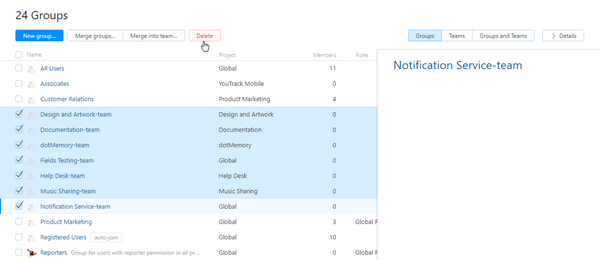 24 Groups
New group... Merge groups... Merge into team... Delete Groups Teams Groups and Teams Details
Name Project Members Roles
All Users Global 11
Associates YouTrack Mobile 0
Customer Relations Product Marketing 4
Design and Artwork-team Design and Artwork 0
Documentation-team Documentation 0
dotMemory-team dotMemory 0
Fields Testing-team Global 0
Help Desk-team Help Desk 0
Music Sharing-team Music Sharing 0
Notification Service-team Global 0
Product Marketing Global 3 Global R
Registered Users auto-join Global 10
Reporters Group for users with reporter permission in all pr... Global 0 Global R
Notification Service-team